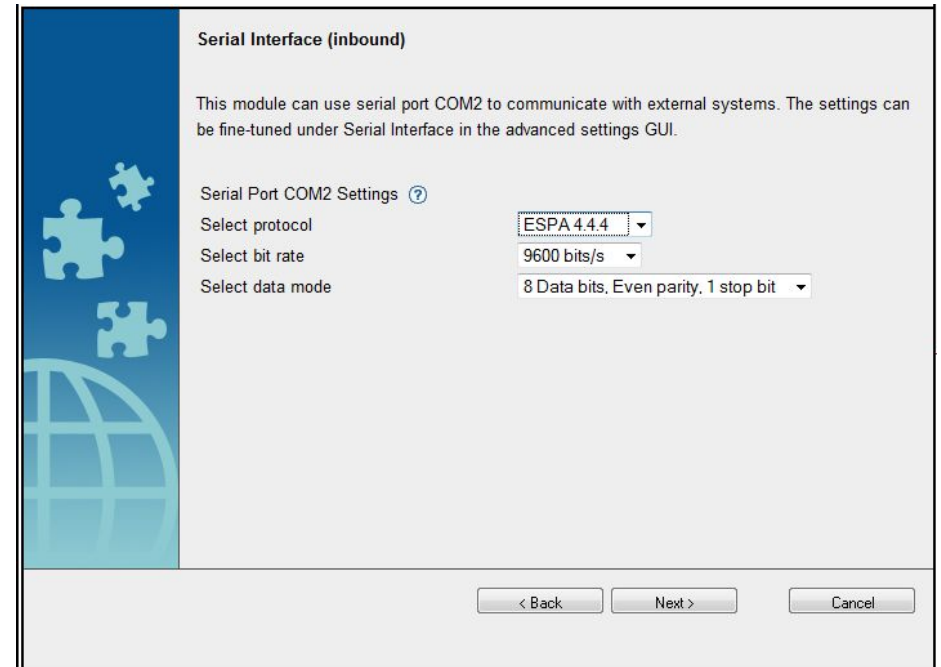 Serial Interface (inbound)
This module can use serial port COM2 to communicate with external systems. The settings can
be fine-tuned under Serial Interface in the advanced settings GUI.
Serial Port COM2 Settings ?
Select protocol ESPA 4.4.4
Select bit rate 9600 bits/s
Select data mode 8 Data bits, Even parity, 1 stop bit
< Back Next > Cancel